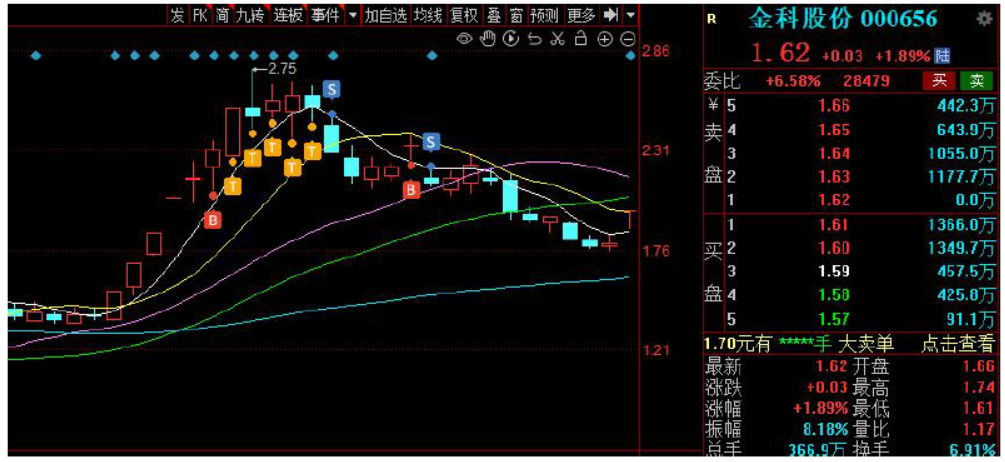 发 FK 简 九转 连板 事件 加自选 均线 复权 叠 窗 预测 更多
2.86
2.31
1.76
1.21
2.75
S
T
T
T
T
T
B
S
B
R 金科股份 000656
1.62 +0.03 +1.89% 陆
委比 +6.58% 28479 买 卖
¥ 5 1.66 442.3万
卖 4 1.65 643.9万
3 1.64 1055.0万
盘 2 1.63 1177.7万
1 1.62 0.0万
1 1.61 1366.0万
买 2 1.60 1349.7万
3 1.59 457.5万
盘 4 1.58 425.0万
5 1.57 91.1万
1.70元有 *****手 大卖单 点击查看
最新 1.62 开盘 1.66
涨跌 +0.03 最高 1.74
涨幅 +1.89% 最低 1.61
振幅 8.18% 量比 1.17
总手 366.9万 换手 6.91%